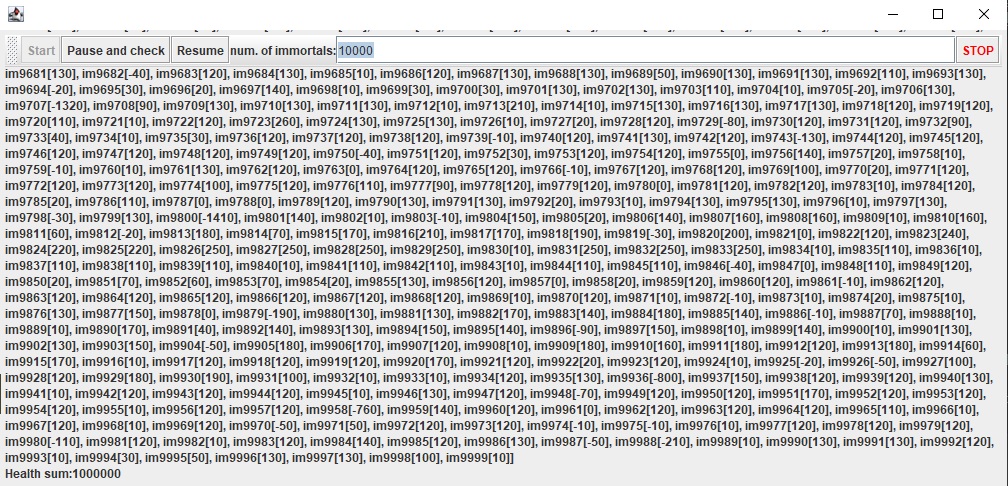 Start Pause and check Resume num. of immortals: 10000 STOP
im9681[130], im9682[-40], im9683[120], im9684[130], im9685[10], im9686[120], im9687[130], im9688[130], im9689[50], im9690[130], im9691[130], im9692[110], im9693[130],
im9694[-20], im9695[30], im9696[20], im9697[140], im9698[10], im9699[30], im9700[30], im9701[130], im9702[130], im9703[110], im9704[10], im9705[-20], im9706[130],
im9707[-1320], im9708[90], im9709[130], im9710[130], im9711[130], im9712[10], im9713[210], im9714[10], im9715[130], im9716[130], im9717[130], im9718[120], im9719[120],
im9720[110], im9721[10], im9722[120], im9723[260], im9724[130], im9725[130], im9726[10], im9727[20], im9728[120], im9729[-80], im9730[120], im9731[120], im9732[90],
im9733[40], im9734[10], im9735[30], im9736[120], im9737[120], im9738[120], im9739[-10], im9740[120], im9741[130], im9742[120], im9743[-130], im9744[120], im9745[120],
im9746[120], im9747[120], im9748[120], im9749[120], im9750[-40], im9751[120], im9752[30], im9753[120], im9754[120], im9755[0], im9756[140], im9757[20], im9758[10],
im9759[-10], im9760[10], im9761[130], im9762[120], im9763[0], im9764[120], im9765[120], im9766[-10], im9767[120], im9768[120], im9769[100], im9770[20], im9771[120],
im9772[120], im9773[120], im9774[100], im9775[120], im9776[110], im9777[90], im9778[120], im9779[120], im9780[0], im9781[120], im9782[120], im9783[10], im9784[120],
im9785[20], im9786[110], im9787[0], im9788[0], im9789[120], im9790[130], im9791[130], im9792[20], im9793[10], im9794[130], im9795[130], im9796[10], im9797[130],
im9798[-30], im9799[130], im9800[-1410], im9801[140], im9802[10], im9803[-10], im9804[150], im9805[20], im9806[140], im9807[160], im9808[160], im9809[10], im9810[160],
im9811[60], im9812[-20], im9813[180], im9814[70], im9815[170], im9816[210], im9817[170], im9818[190], im9819[-30], im9820[200], im9821[0], im9822[120], im9823[240],
im9824[220], im9825[220], im9826[250], im9827[250], im9828[250], im9829[250], im9830[10], im9831[250], im9832[250], im9833[250], im9834[10], im9835[110], im9836[10],
im9837[110], im9838[110], im9839[110], im9840[10], im9841[110], im9842[110], im9843[10], im9844[110], im9845[110], im9846[-40], im9847[0], im9848[110], im9849[120],
im9850[20], im9851[70], im9852[60], im9853[70], im9854[20], im9855[130], im9856[120], im9857[0], im9858[20], im9859[120], im9860[120], im9861[-10], im9862[120],
im9863[120], im9864[120], im9865[120], im9866[120], im9867[120], im9868[120], im9869[10], im9870[120], im9871[10], im9872[-10], im9873[10], im9874[20], im9875[10],
im9876[130], im9877[150], im9878[0], im9879[-190], im9880[130], im9881[130], im9882[170], im9883[140], im9884[180], im9885[140], im9886[-10], im9887[70], im9888[10],
im9889[10], im9890[170], im9891[40], im9892[140], im9893[130], im9894[150], im9895[140], im9896[-90], im9897[150], im9898[10], im9899[140], im9900[10], im9901[130],
im9902[130], im9903[150], im9904[-50], im9905[180], im9906[170], im9907[120], im9908[10], im9909[180], im9910[160], im9911[180], im9912[120], im9913[180], im9914[60],
im9915[170], im9916[10], im9917[120], im9918[120], im9919[120], im9920[170], im9921[120], im9922[20], im9923[120], im9924[10], im9925[-20], im9926[-50], im9927[100],
im9928[120], im9929[180], im9930[190], im9931[100], im9932[10], im9933[10], im9934[120], im9935[130], im9936[-800], im9937[150], im9938[120], im9939[120], im9940[130],
im9941[10], im9942[120], im9943[120], im9944[120], im9945[10], im9946[130], im9947[120], im9948[-70], im9949[120], im9950[120], im9951[170], im9952[120], im9953[120],
im9954[120], im9955[10], im9956[120], im9957[120], im9958[-760], im9959[140], im9960[120], im9961[0], im9962[120], im9963[120], im9964[120], im9965[110], im9966[10],
im9967[120], im9968[10], im9969[120], im9970[-50], im9971[50], im9972[120], im9973[120], im9974[-10], im9975[-10], im9976[10], im9977[120], im9978[120], im9979[120],
im9980[-110], im9981[120], im9982[10], im9983[120], im9984[140], im9985[120], im9986[130], im9987[-50], im9988[-210], im9989[10], im9990[130], im9991[130], im9992[120],
im9993[10], im9994[30], im9995[50], im9996[130], im9997[130], im9998[100], im9999[10]]
Health sum:1000000